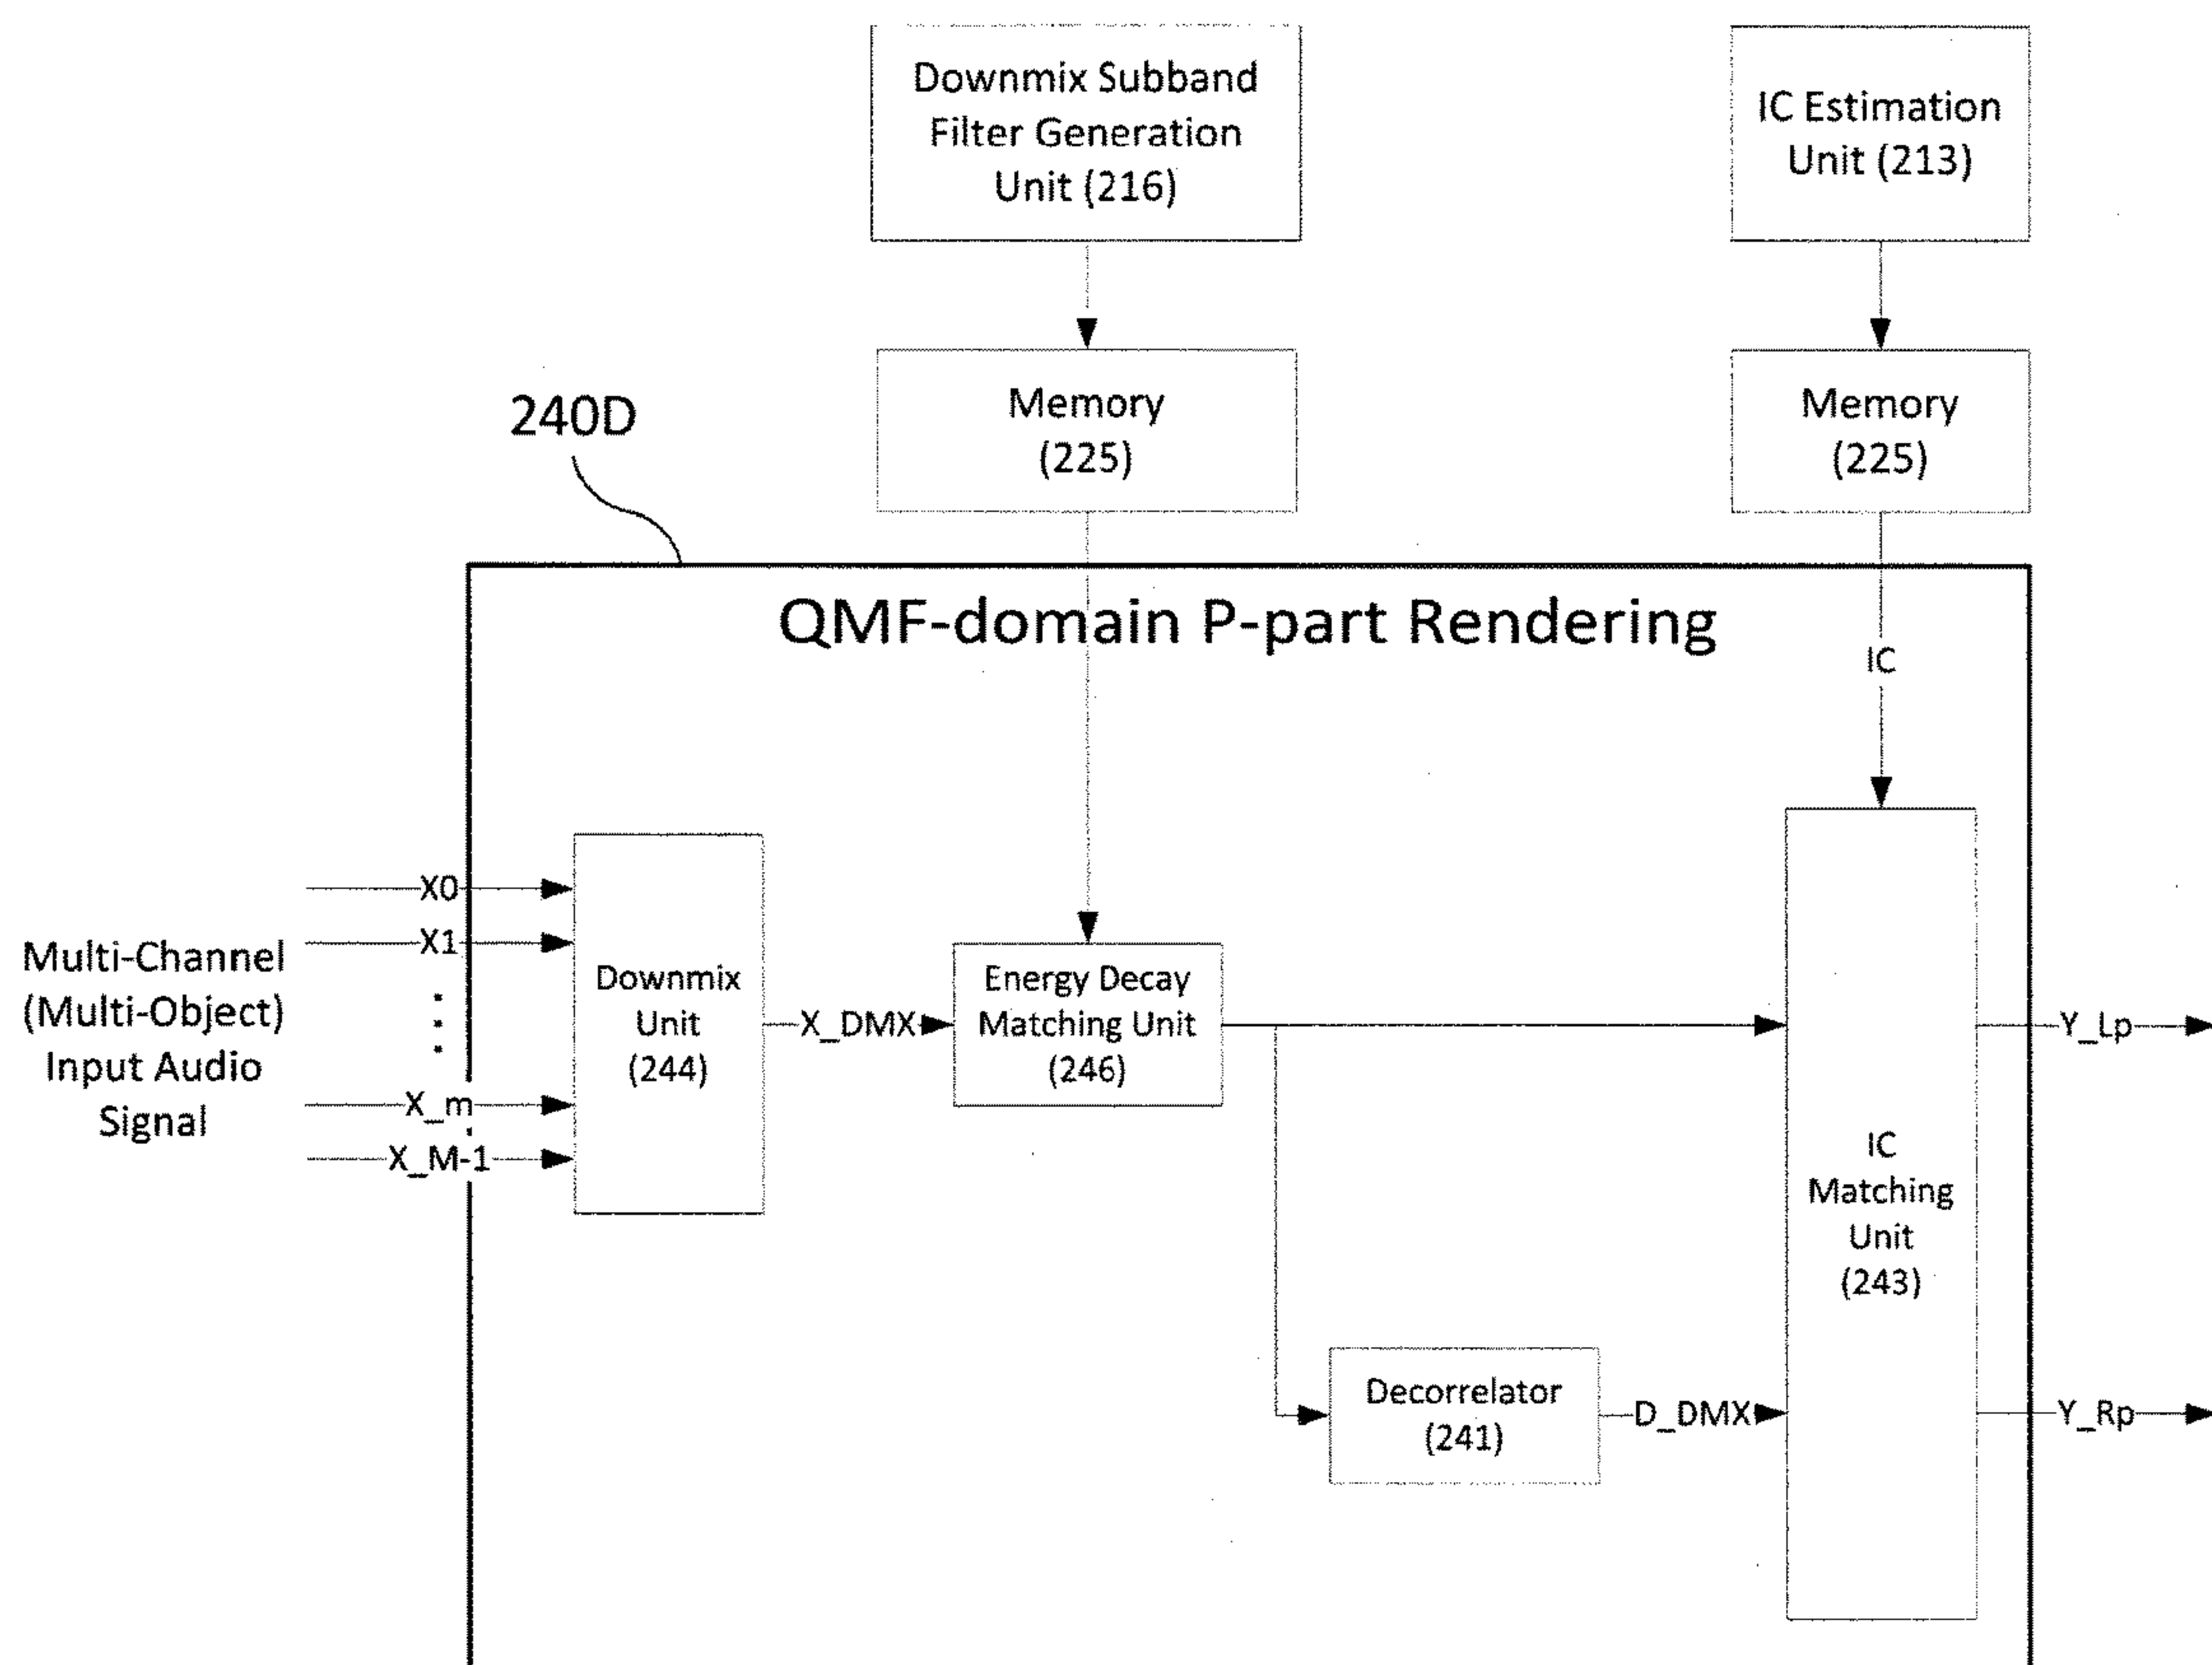 Downmix Subband
Filter Generation
Unit (216)
IC Estimation
Unit (213)
Memory
(225)
Memory
(225)
240D
QMF-domain P-part Rendering
IC
Multi-Channel
(Multi-Object)
Input Audio
Signal
X0
X1
X_m
X_M-1
Downmix
Unit
(244)
X_DMX
Energy Decay
Matching Unit
(246)
Decorrelator
(241)
D_DMX
IC
Matching
Unit
(243)
Y_Lp
Y_Rp